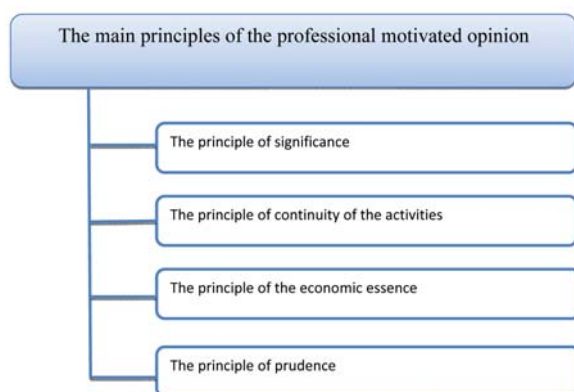 The main principles of the professional motivated opinion
The principle of significance
The principle of continuity of the activities
The principle of the economic essence
The principle of prudence